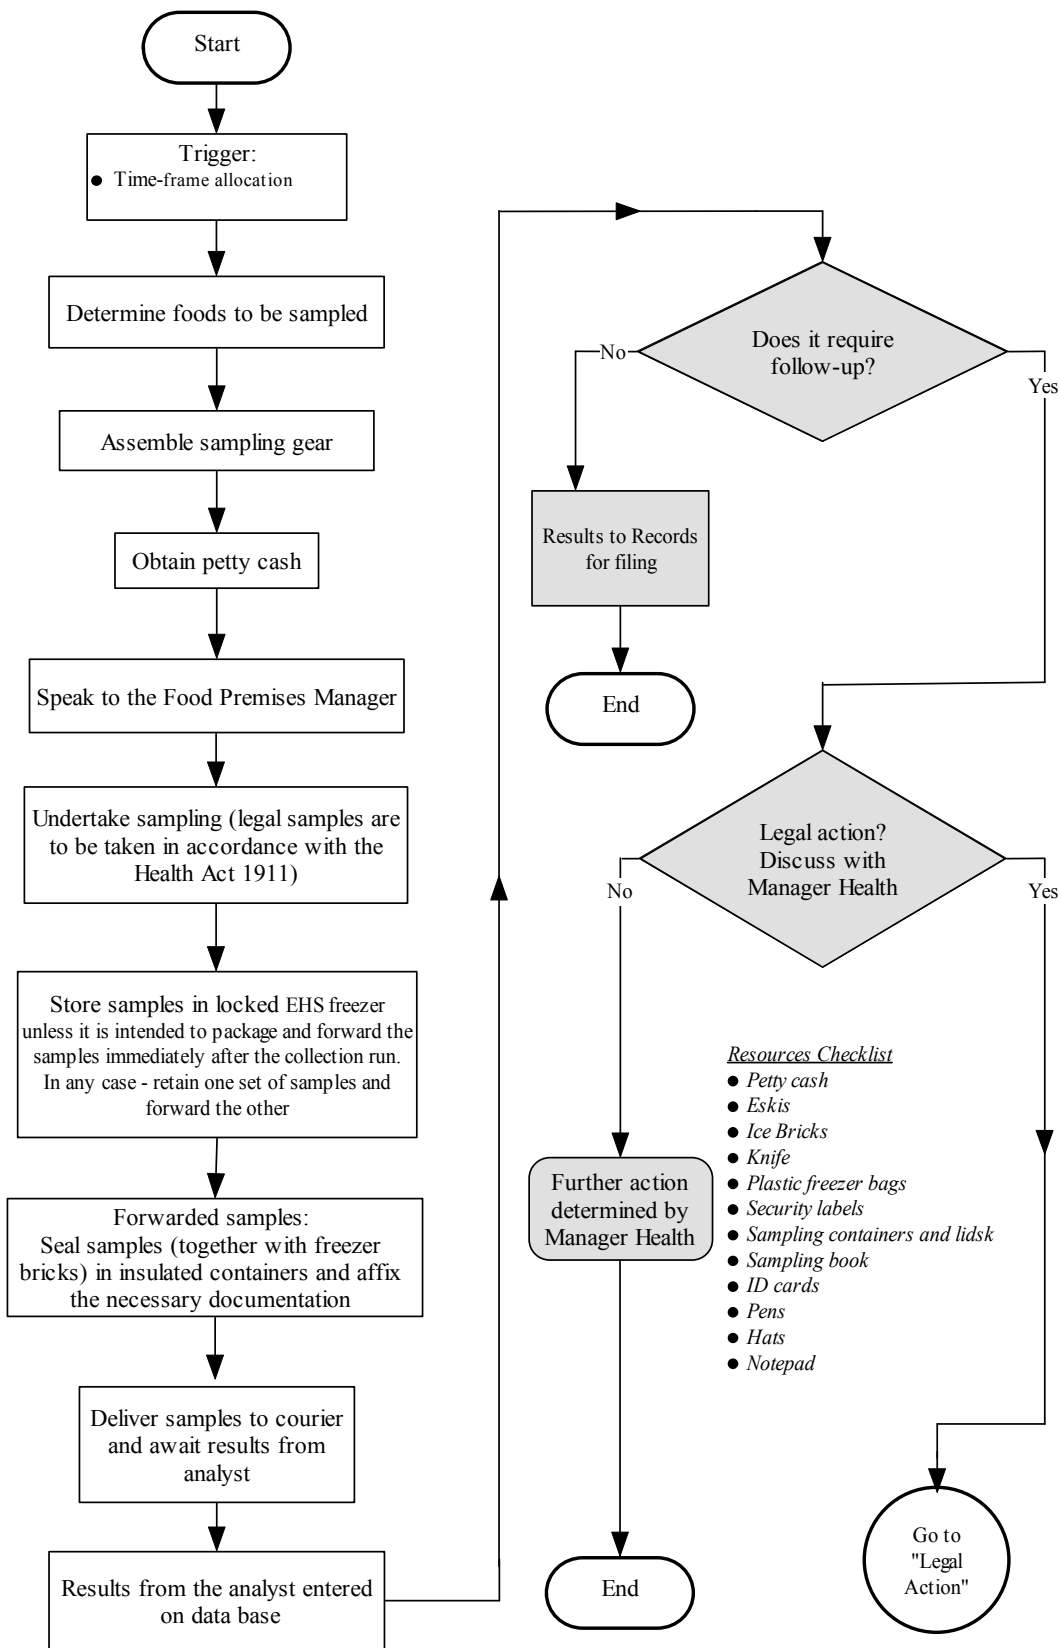 Start
Trigger:
● Time-frame allocation
Determine foods to be sampled
Assemble sampling gear
Obtain petty cash
Speak to the Food Premises Manager
Undertake sampling (legal samples are
to be taken in accordance with the
Health Act 1911)
Store samples in locked EHS freezer
unless it is intended to package and forward the
samples immediately after the collection run.
In any case - retain one set of samples and
forward the other
Forwarded samples:
Seal samples (together with freezer
bricks) in insulated containers and affix
the necessary documentation
Deliver samples to courier
and await results from
analyst
Results from the analyst entered
on data base
Does it require
follow-up?
No
Yes
Results to Records
for filing
End
Legal action?
Discuss with
Manager Health
No
Yes
Further action
determined by
Manager Health
End
Resources Checklist
● Petty cash
● Eskis
● Ice Bricks
● Knife
● Plastic freezer bags
● Security labels
● Sampling containers and lidsk
● Sampling book
● ID cards
● Pens
● Hats
● Notepad
Go to
"Legal
Action"